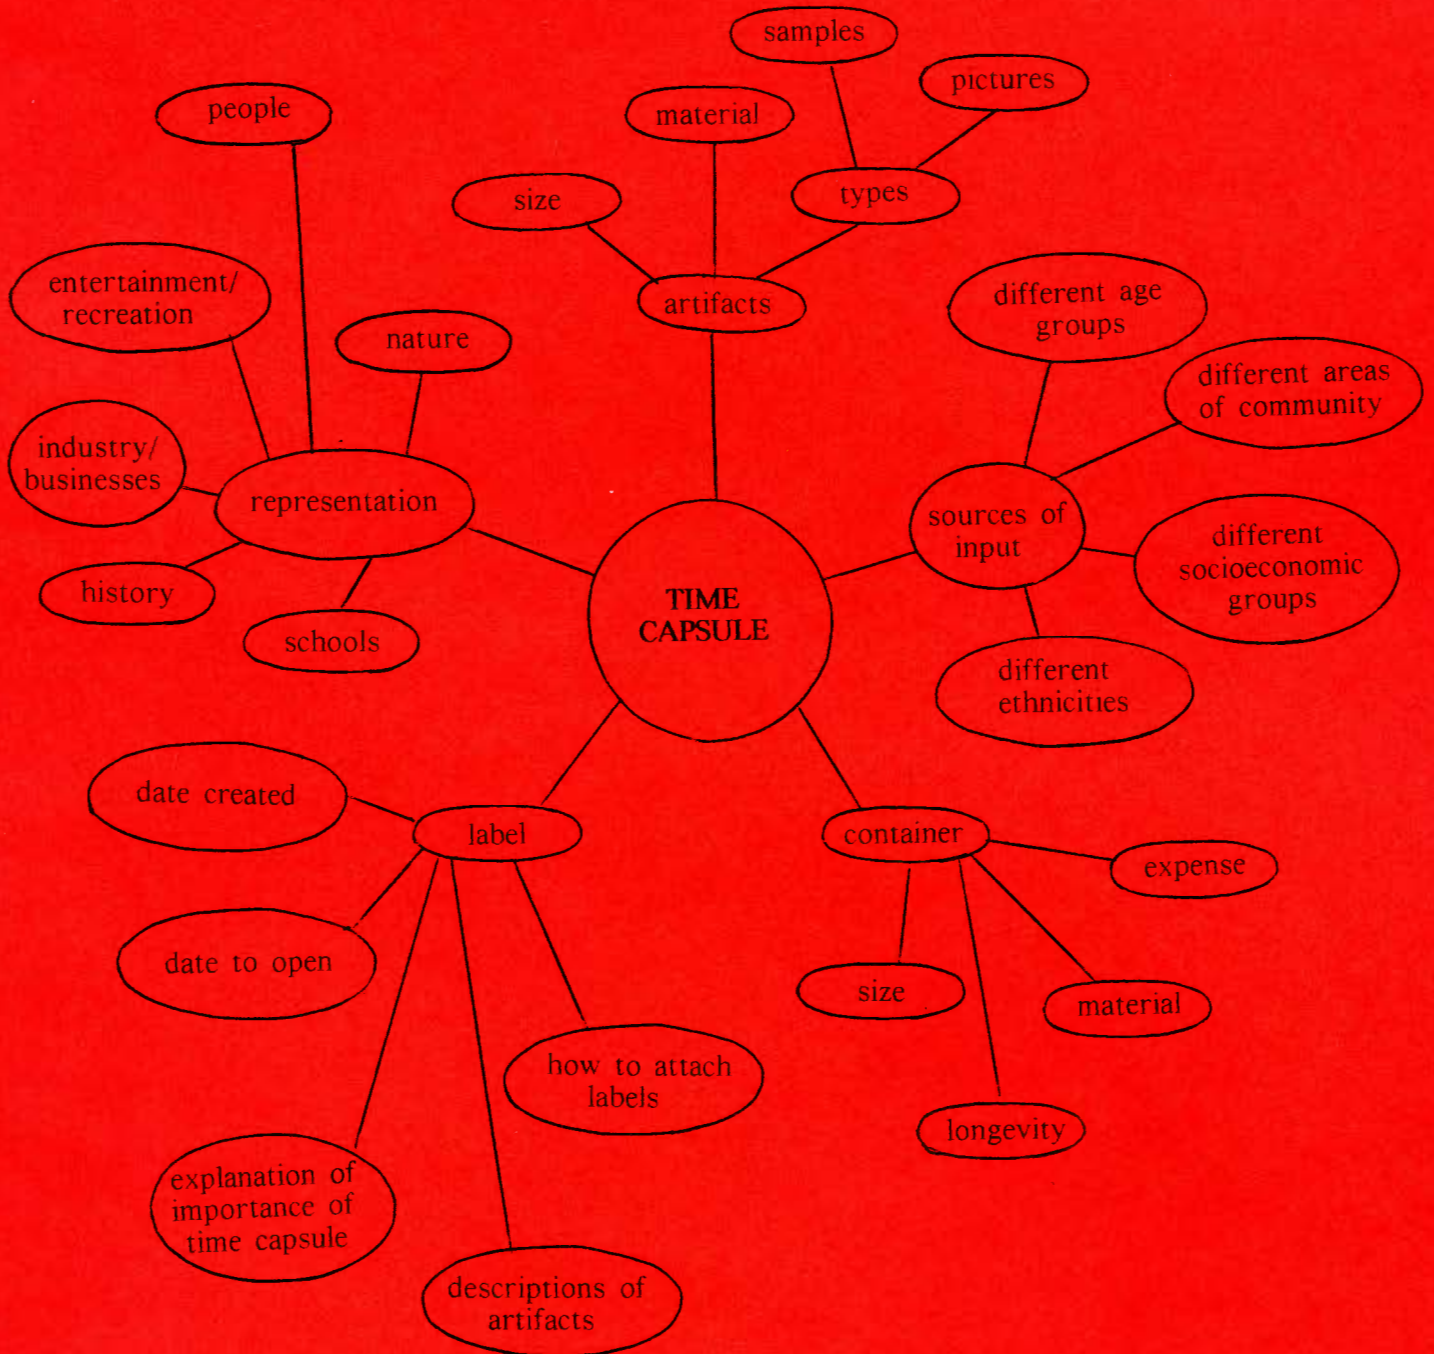 samples
pictures
people
material
types
size
entertainment/
recreation
artifacts
different age
groups
nature
different areas
of community
industry/
businesses
representation
sources of
input
different
socioeconomic
groups
history
schools
TIME
CAPSULE
different
ethnicities
date created
label
container
expense
date to open
size
material
how to attach
labels
longevity
explanation of
importance of
time capsule
descriptions of
artifacts